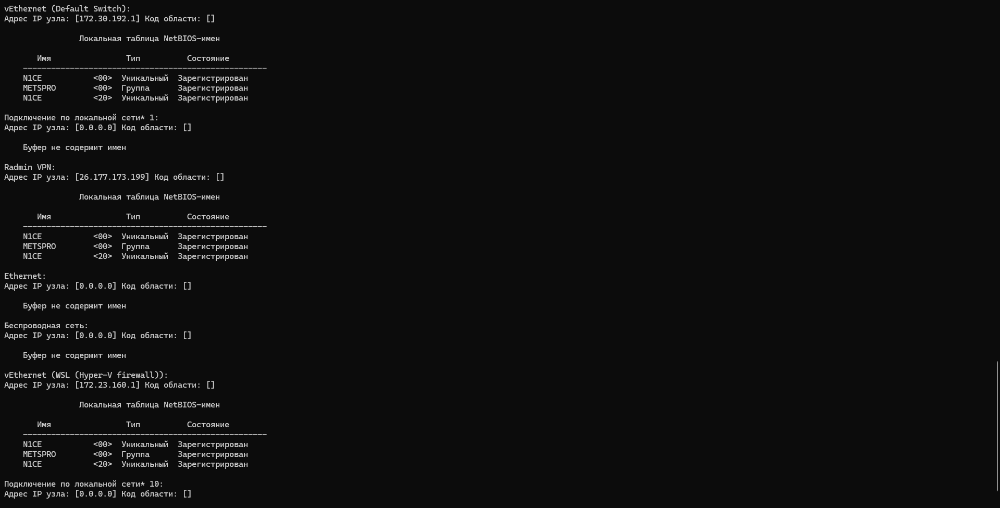 vEthernet (Default Switch):
Адрес IP узла: [172.30.192.1] Код области: []
Локальная таблица NetBIOS-имен
Имя Тип Состояние
----------------------------------------------------
N1CE <00> Уникальный Зарегистрирован
METSPRO <00> Группа Зарегистрирован
N1CE <20> Уникальный Зарегистрирован
Подключение по локальной сети* 1:
Адрес IP узла: [0.0.0.0] Код области: []
Буфер не содержит имен
Radmin VPN:
Адрес IP узла: [26.177.173.199] Код области: []
Локальная таблица NetBIOS-имен
Имя Тип Состояние
----------------------------------------------------
N1CE <00> Уникальный Зарегистрирован
METSPRO <00> Группа Зарегистрирован
N1CE <20> Уникальный Зарегистрирован
Ethernet:
Адрес IP узла: [0.0.0.0] Код области: []
Буфер не содержит имен
Беспроводная сеть:
Адрес IP узла: [0.0.0.0] Код области: []
Буфер не содержит имен
vEthernet (WSL (Hyper-V firewall)):
Адрес IP узла: [172.23.160.1] Код области: []
Локальная таблица NetBIOS-имен
Имя Тип Состояние
----------------------------------------------------
N1CE <00> Уникальный Зарегистрирован
METSPRO <00> Группа Зарегистрирован
N1CE <20> Уникальный Зарегистрирован
Подключение по локальной сети* 10:
Адрес IP узла: [0.0.0.0] Код области: []